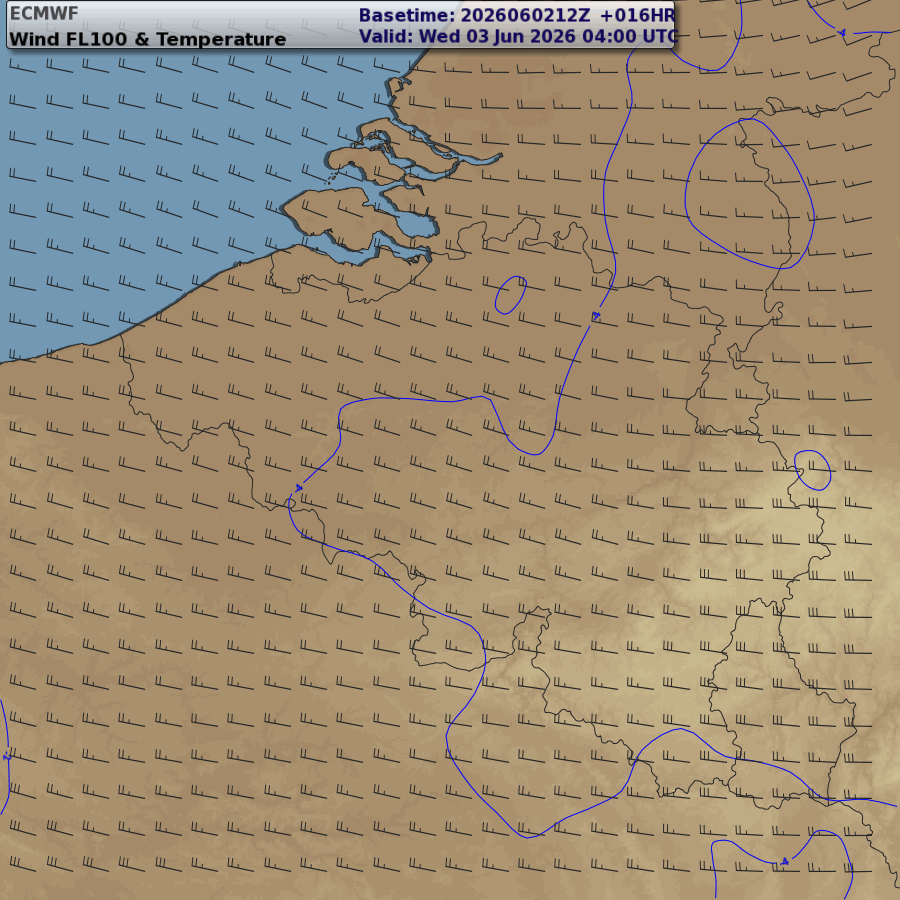 ECMWF
Basetime: 2026060212Z +016HR
Wind FL100 & Temperature
Valid: Wed 03 Jun 2026 04:00 UTC